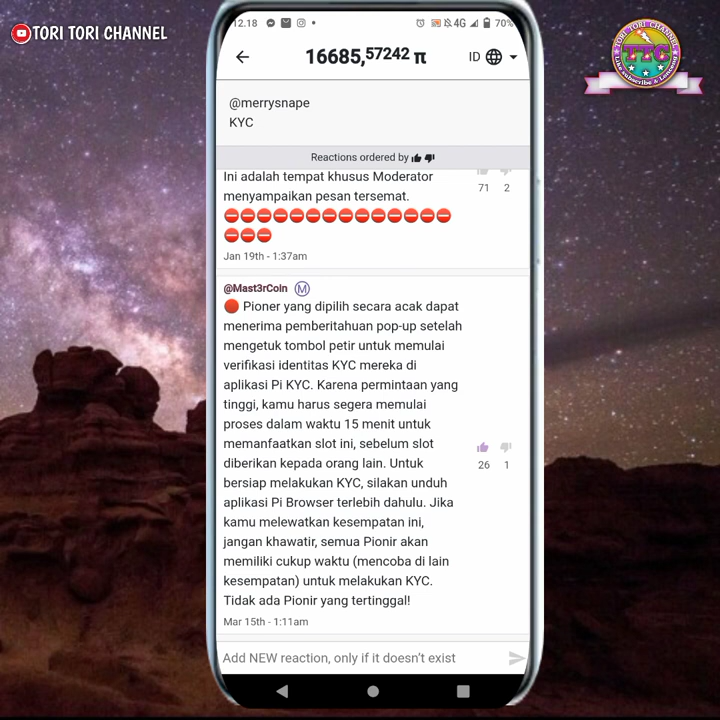 TORI TORI CHANNEL
TORI TORI CHANNEL
TTC
12.18
4G
70%
16685,57242 π
ID
@merrysnape
KYC
Reactions ordered by
Ini adalah tempat khusus Moderator
menyampaikan pesan tersemat.
71 2
Jan 19th - 1:37am
@Mast3rCoin M
Pioner yang dipilih secara acak dapat
menerima pemberitahuan pop-up setelah
mengetuk tombol petir untuk memulai
verifikasi identitas KYC mereka di
aplikasi Pi KYC. Karena permintaan yang
tinggi, kamu harus segera memulai
proses dalam waktu 15 menit untuk
memanfaatkan slot ini, sebelum slot
diberikan kepada orang lain. Untuk
bersiap melakukan KYC, silakan unduh
aplikasi Pi Browser terlebih dahulu. Jika
kamu melewatkan kesempatan ini,
jangan khawatir, semua Pionir akan
memiliki cukup waktu (mencoba di lain
kesempatan) untuk melakukan KYC.
Tidak ada Pionir yang tertinggal!
26 1
Mar 15th - 1:11am
Add NEW reaction, only if it doesn't exist